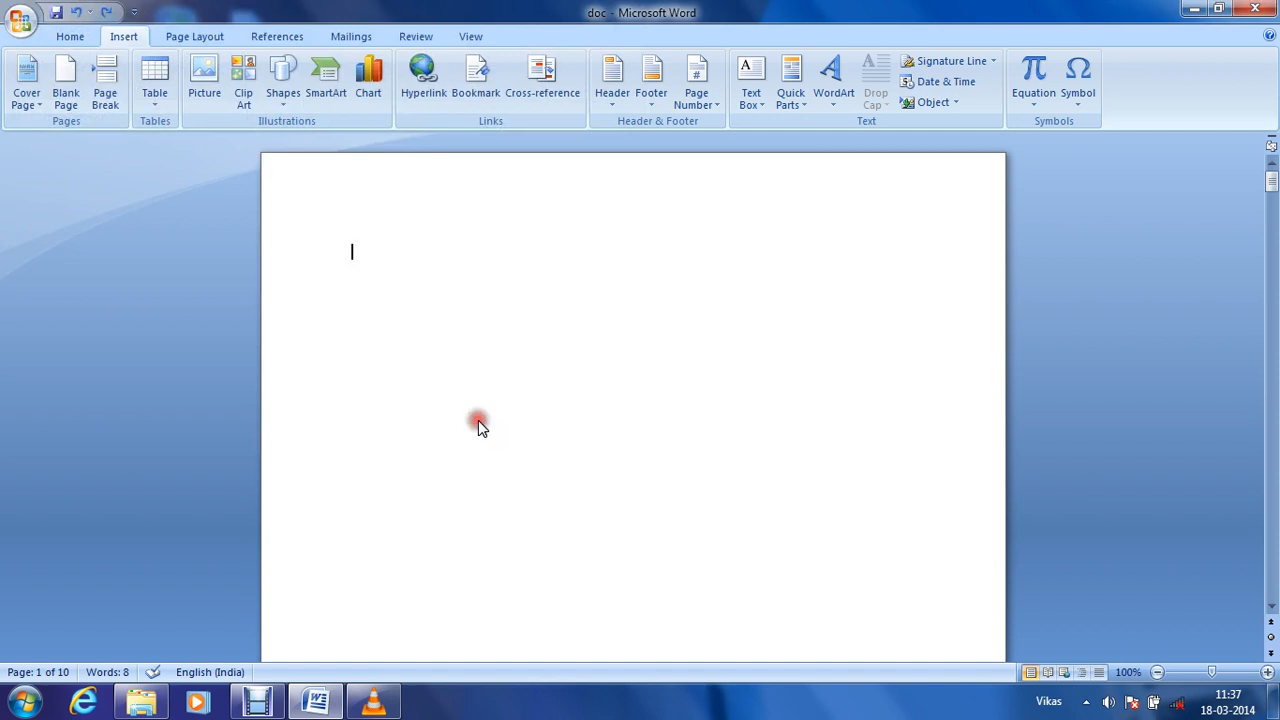 doc - Microsoft Word
Home Insert Page Layout References Mailings Review View
Cover Page
Blank Page
Page Break
Table
Picture
Clip Art
Shapes
SmartArt
Chart
Hyperlink
Bookmark
Cross-reference
Header
Footer
Page Number
Text Box
Quick Parts
WordArt
Drop Cap
Signature Line
Date & Time
Object
Equation
Symbol
Pages Tables Illustrations Links Header & Footer Text Symbols
Page: 1 of 10 Words: 8 English (India) 100%
Vikas
11:37
18-03-2014